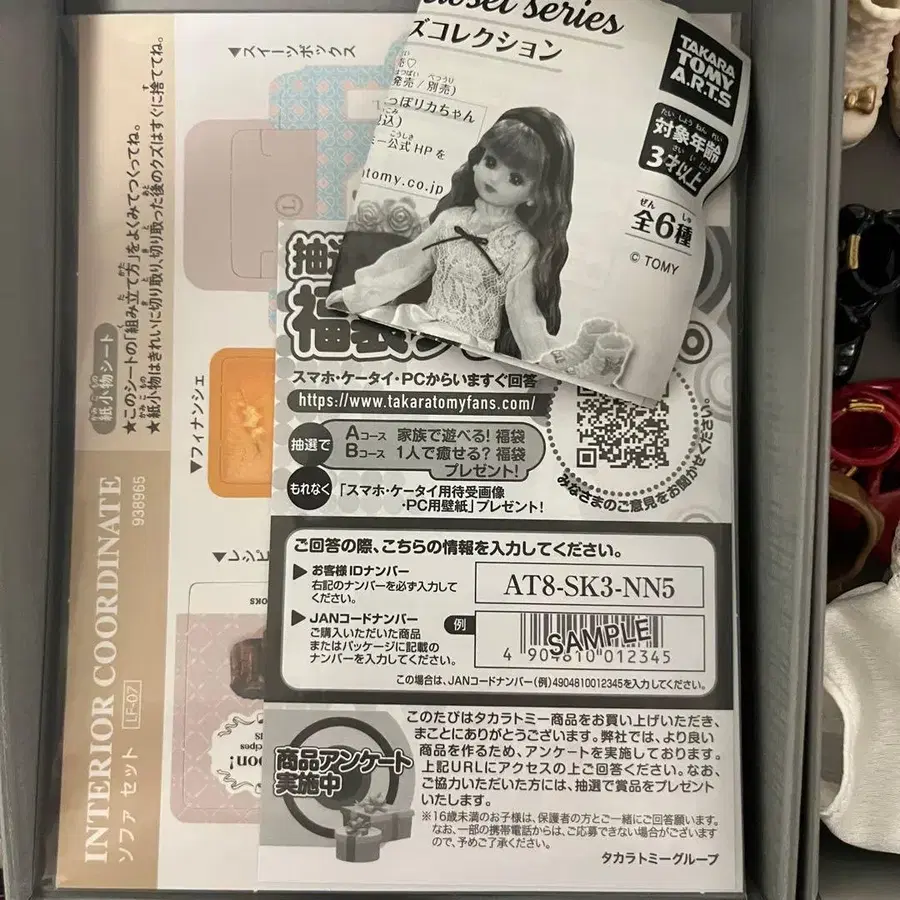 closet series
ズコレクション
発売 / 別売)
っぽリカちゃん
込)
ミー公式 HP を
atomy.co.jp
TAKARA
TOMY
A.R.T.S
対象年齢
3才以上
全6種
© TOMY
◀スイーツボックス
紙小物シート
★このシートの「組み立て方」をよくみてつくってね。
★紙小物はきれいに切り取り、切り取った後のクズはすぐに捨ててね。
▼フィナンシェ
INTERIOR COORDINATE
938965
ソファ セット
LF-07
抽選
福袋
スマホ・ケータイ・PCからいますぐ回答
https://www.takaratomyfans.com/
抽選で
Aコース 家族で遊べる! 福袋
Bコース 1人で癒せる? 福袋
プレゼント!
もれなく
「スマホ・ケータイ用待受画像
・PC用壁紙」プレゼント!
みなさまのご意見をお聞かせください。
ご回答の際、こちらの情報を入力してください。
▶ お客様IDナンバー
右記のナンバーを必ず入力して
ください。
AT8-SK3-NN5
▶ JANコードナンバー
ご購入いただいた商品
またはパッケージに記載の
ナンバーを入力してください。
例
SAMPLE
4 904810 012345
この場合は、JANコードナンバー(例)4904810012345を入力してください。
商品アンケート
実施中
このたびはタカラトミー商品をお買い上げいただき、
まことにありがとうございます。弊社では、より良い
商品を作るため、アンケートを実施しております。
上記URLにアクセスの上ご回答ください。なお、
ご協力いただいた方には、抽選で賞品をプレゼント
いたします。
※16歳未満のお子様は、保護者の方とご一緒にご回答願います。
なお、一部の携帯電話からは、ご応募できない場合がございます
ので、予めご了承ください。
タカラトミーグループ